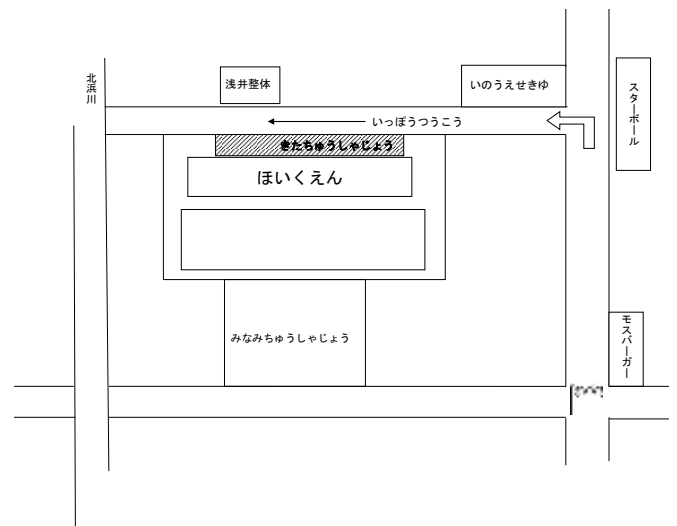 北浜川
浅井整体
いのうえせきゆ
スターボール
いっぽうつうこう
きたちゅうしゃじょう
ほいくえん
みなみちゅうしゃじょう
モスバーガー